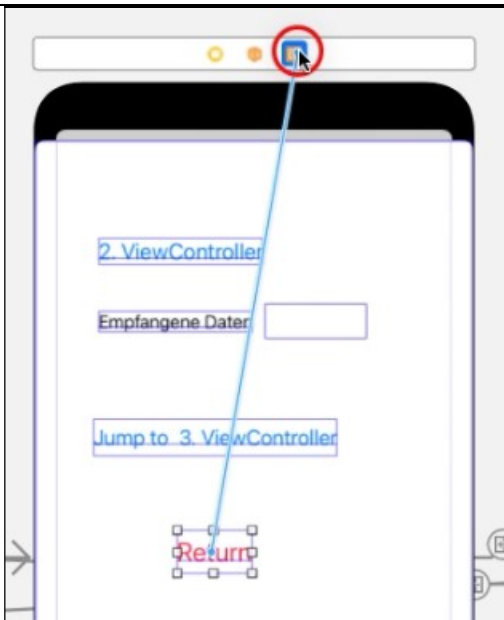 2. ViewController
Empfangene Daten
Jump to 3. ViewController
Return